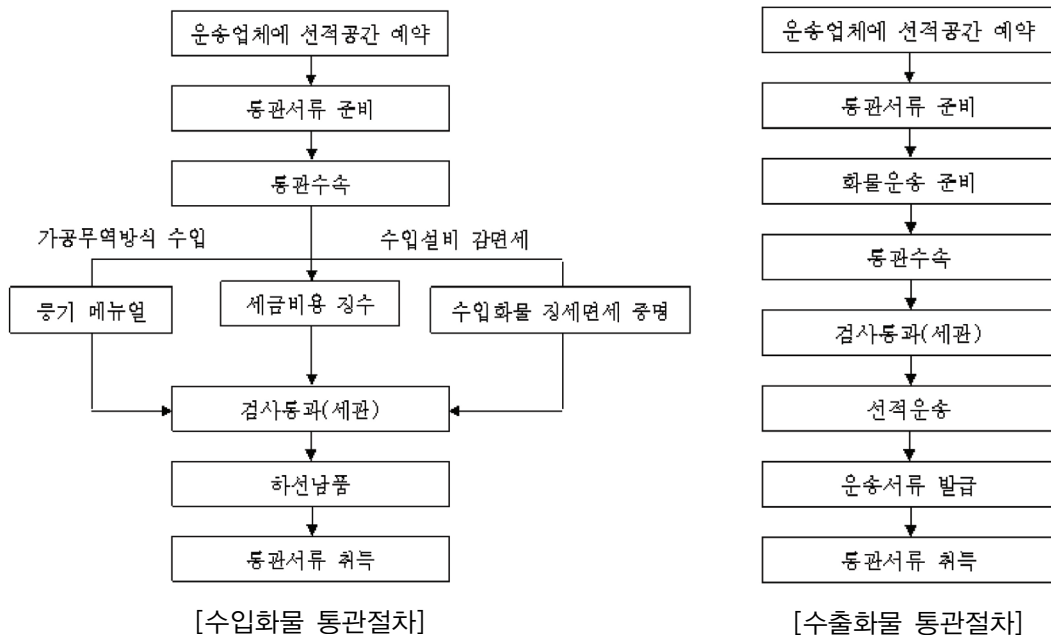 운송업체에 선적공간 예약
통관서류 준비
통관수속
가공무역방식 수입
수입설비 감면세
등기 메뉴얼
세금비용 징수
수입화물 징세면세 증명
검사통과(세관)
하선납품
통관서류 취득
[수입화물 통관절차]
운송업체에 선적공간 예약
통관서류 준비
화물운송 준비
통관수속
검사통과(세관)
선적운송
운송서류 발급
통관서류 취득
[수출화물 통관절차]